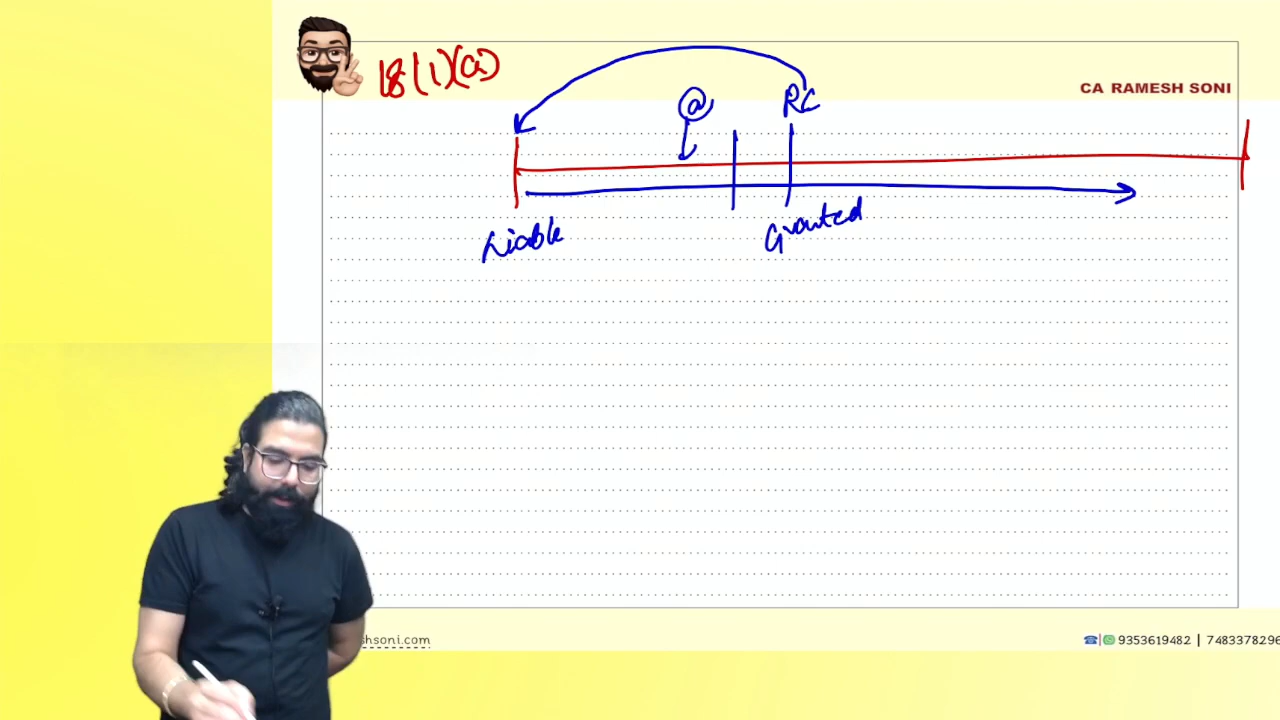 18(1)(a)
CA RAMESH SONI
@
RC
Liable
Granted
hsoni.com
9353619482 | 7483378296